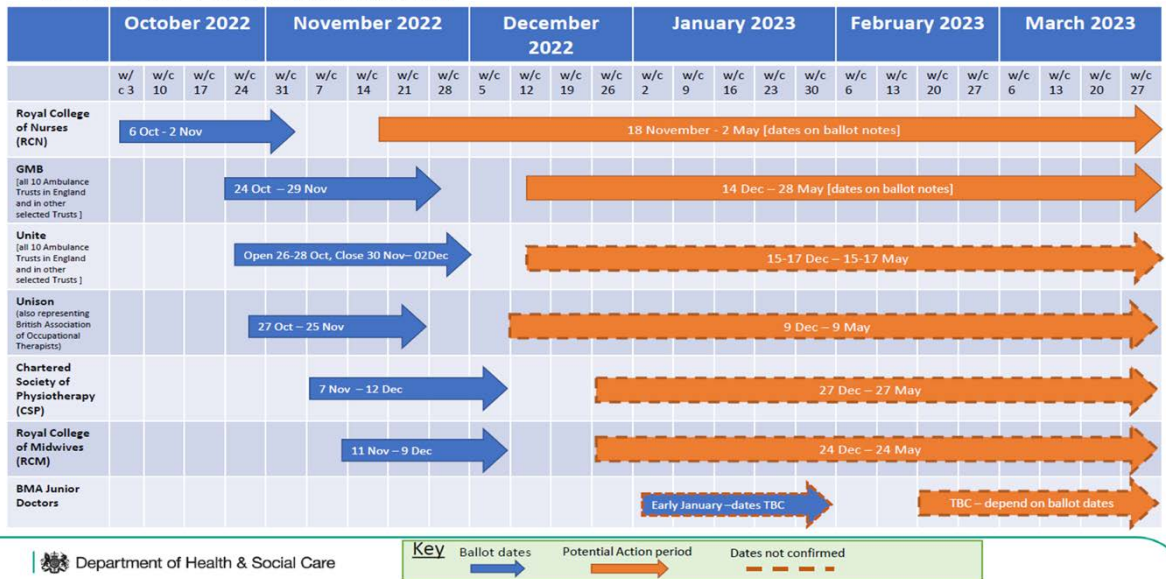 October 2022
November 2022
December
2022
January 2023
February 2023
March 2023
w/
c 3
w/c
10
w/c
17
w/c
24
w/c
31
w/c
7
w/c
14
w/c
21
w/c
28
w/c
5
w/c
12
w/c
19
w/c
26
w/c
2
w/c
9
w/c
16
w/c
23
w/c
30
w/c
6
w/c
13
w/c
20
w/c
27
w/c
6
w/c
13
w/c
20
w/c
27
Royal College
of Nurses
(RCN)
6 Oct - 2 Nov
18 November - 2 May [dates on ballot notes]
GMB
[all 10 Ambulance
Trusts in England
and in other
selected Trusts ]
24 Oct – 29 Nov
14 Dec – 28 May [dates on ballot notes]
Unite
[all 10 Ambulance
Trusts in England
and in other
selected Trusts ]
Open 26-28 Oct, Close 30 Nov– 02Dec
15-17 Dec – 15-17 May
Unison
(also representing
British Association
of Occupational
Therapists)
27 Oct – 25 Nov
9 Dec – 9 May
Chartered
Society of
Physiotherapy
(CSP)
7 Nov – 12 Dec
27 Dec – 27 May
Royal College
of Midwives
(RCM)
11 Nov – 9 Dec
24 Dec – 24 May
BMA Junior
Doctors
Early January –dates TBC
TBC – depend on ballot dates
Department of Health & Social Care
Key
Ballot dates
Potential Action period
Dates not confirmed